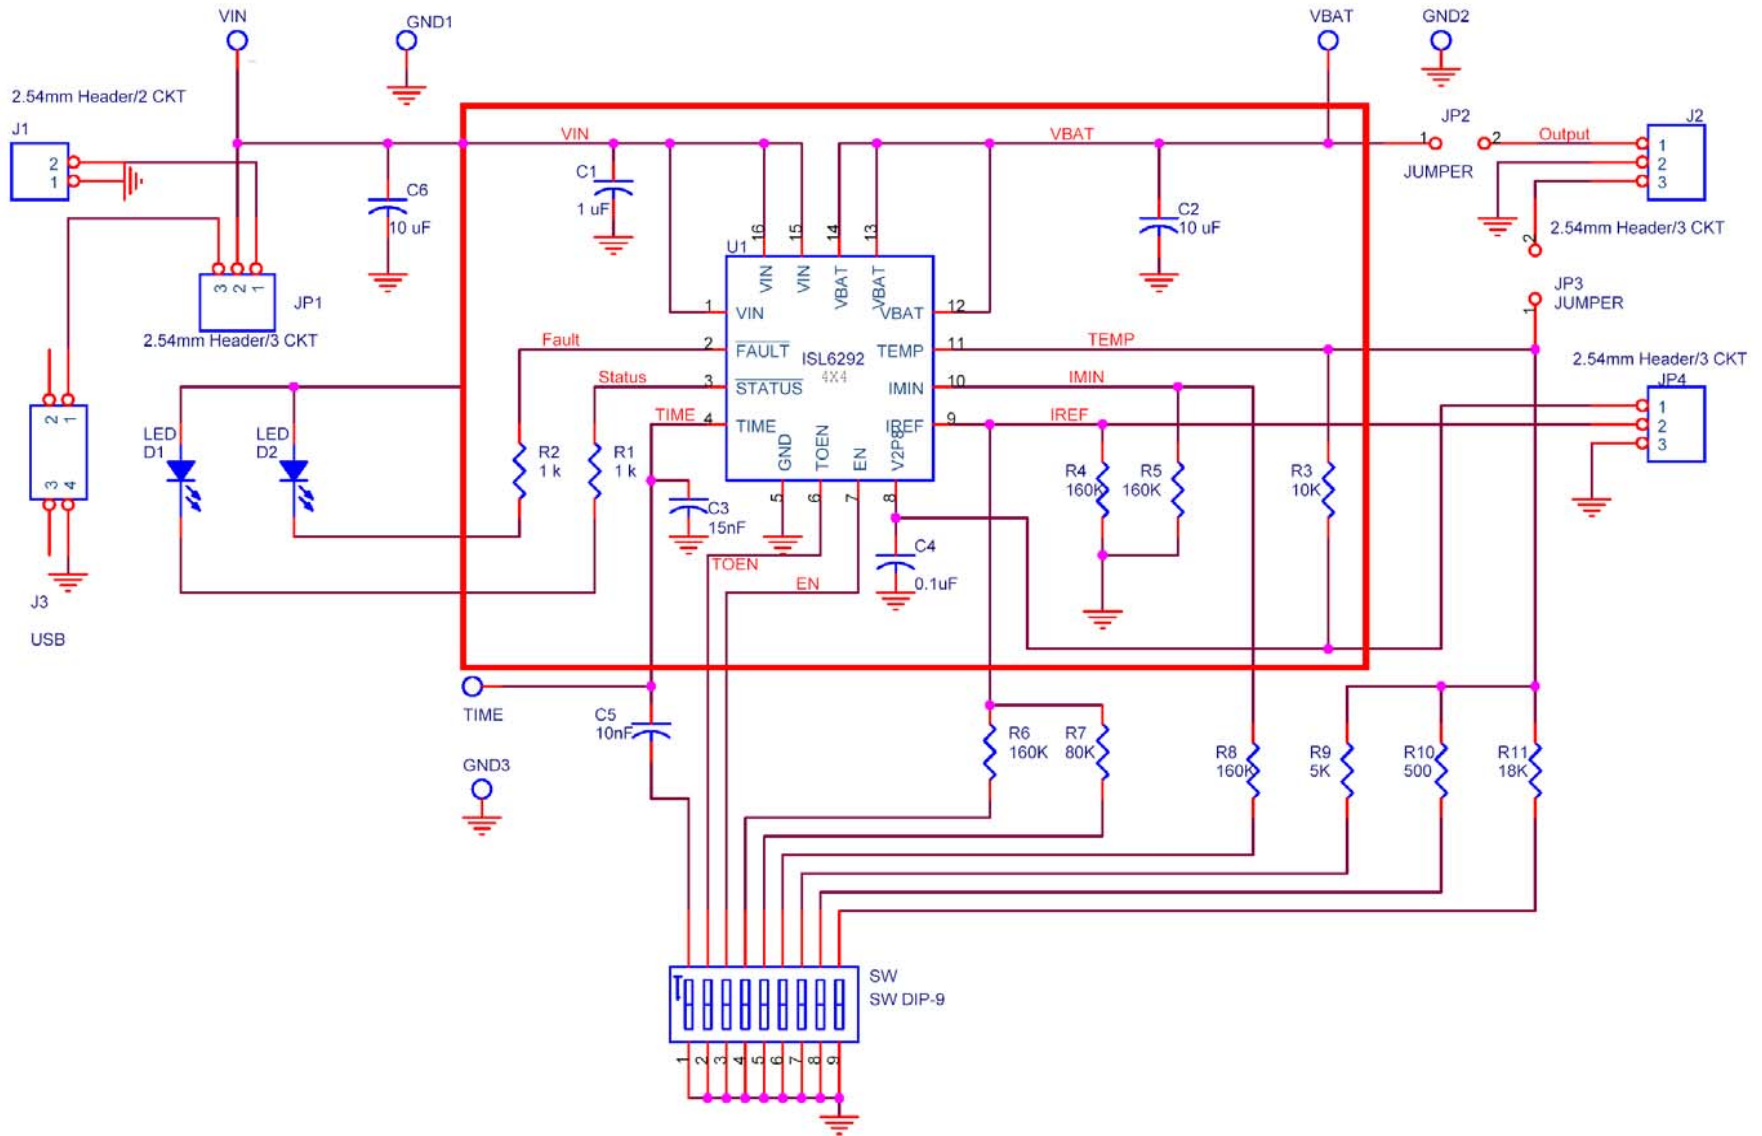 VIN
GND1
VBAT
GND2
2.54mm Header/2 CKT
J1
2
1
VIN
VBAT
1
JP2
2
JUMPER
Output
J2
1
2
3
2.54mm Header/3 CKT
C6
10 uF
C1
1 uF
C2
10 uF
3
2
1
JP1
2.54mm Header/3 CKT
U1
16
15
14
13
VIN
VIN
VBAT
VBAT
2
JP3
JUMPER
1
1
VIN
VBAT
12
Fault
2
FAULT
ISL6292
4X4
TEMP
11
TEMP
Status
3
STATUS
IMIN
10
IMIN
TIME
4
TIME
IREF
9
IREF
GND
TOEN
EN
V2P8
5
6
7
8
2.54mm Header/3 CKT
JP4
1
2
3
2
1
3
4
J3
USB
LED
D1
LED
D2
R2
1 k
R1
1 k
C3
15nF
R4
160K
R5
160K
R3
10K
C4
0.1uF
TOEN
EN
TIME
C5
10nF
GND3
R6
160K
R7
80K
R8
160K
R9
5K
R10
500
R11
18K
SW
SW DIP-9
1
2
3
4
5
6
7
8
9